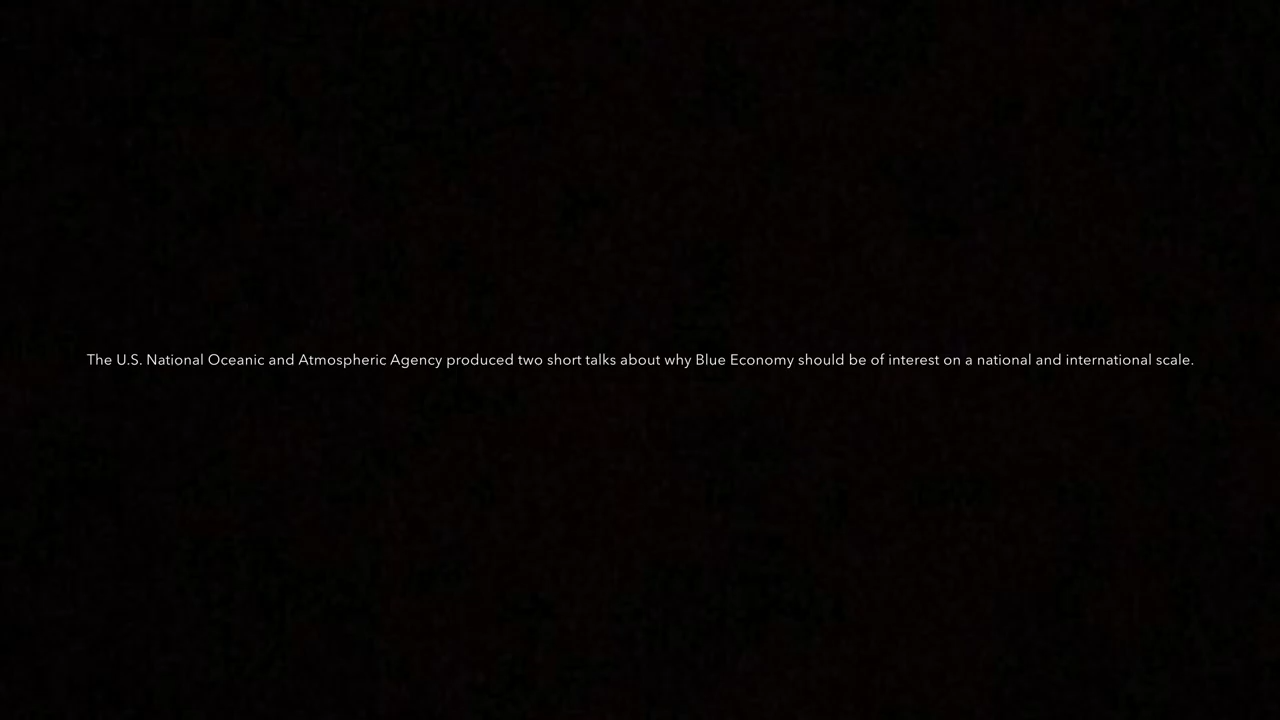 The U.S. National Oceanic and Atmospheric Agency produced two short talks about why Blue Economy should be of interest on a national and international scale.